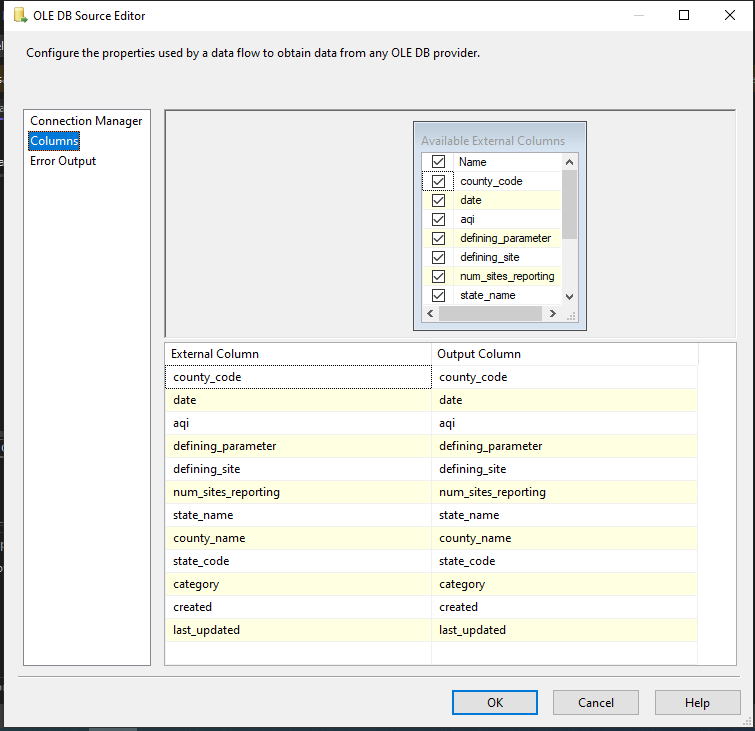 OLE DB Source Editor
Configure the properties used by a data flow to obtain data from any OLE DB provider.
Connection Manager
Columns
Error Output
Available External Columns
Name
county_code
date
aqi
defining_parameter
defining_site
num_sites_reporting
state_name
External Column Output Column
county_code county_code
date date
aqi aqi
defining_parameter defining_parameter
defining_site defining_site
num_sites_reporting num_sites_reporting
state_name state_name
county_name county_name
state_code state_code
category category
created created
last_updated last_updated
OK Cancel Help